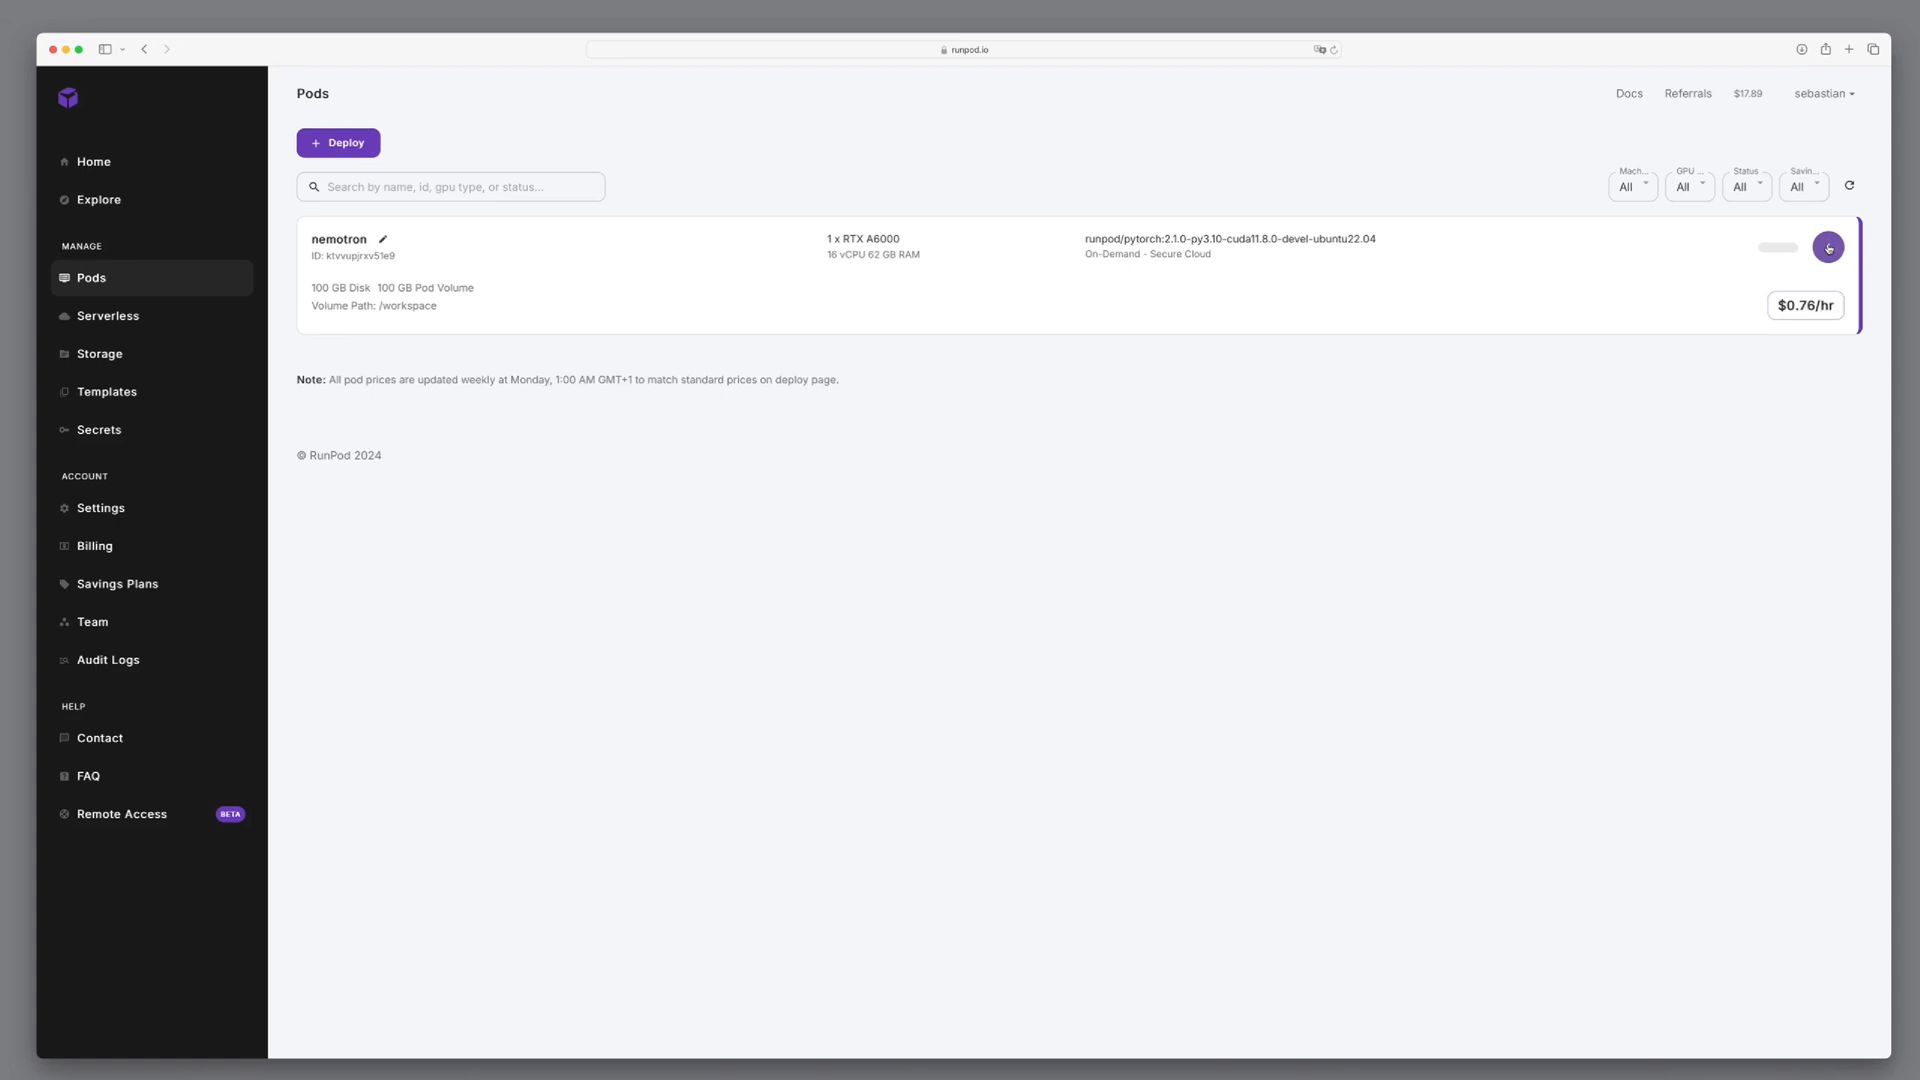 runpod.io
Pods
Docs
Referrals
$17.89
sebastian
+ Deploy
Search by name, id, gpu type, or status...
Mach...
All
GPU ...
All
Status
All
Savin...
All
Home
Explore
MANAGE
Pods
Serverless
Storage
Templates
Secrets
ACCOUNT
Settings
Billing
Savings Plans
Team
Audit Logs
HELP
Contact
FAQ
Remote Access BETA
nemotron
ID: ktvvupjrxv51e9
100 GB Disk 100 GB Pod Volume
Volume Path: /workspace
1 x RTX A6000
16 vCPU 62 GB RAM
runpod/pytorch:2.1.0-py3.10-cuda11.8.0-devel-ubuntu22.04
On-Demand - Secure Cloud
$0.76/hr
Note: All pod prices are updated weekly at Monday, 1:00 AM GMT+1 to match standard prices on deploy page.
© RunPod 2024